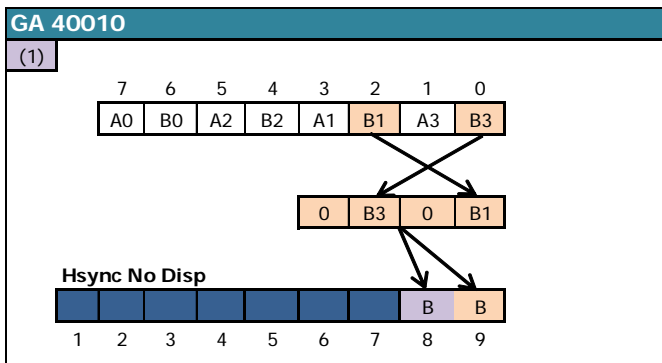 GA 40010
(1)
7 6 5 4 3 2 1 0
A0 B0 A2 B2 A1 B1 A3 B3
0 B3 0 B1
Hsync No Disp
B B
1 2 3 4 5 6 7 8 9